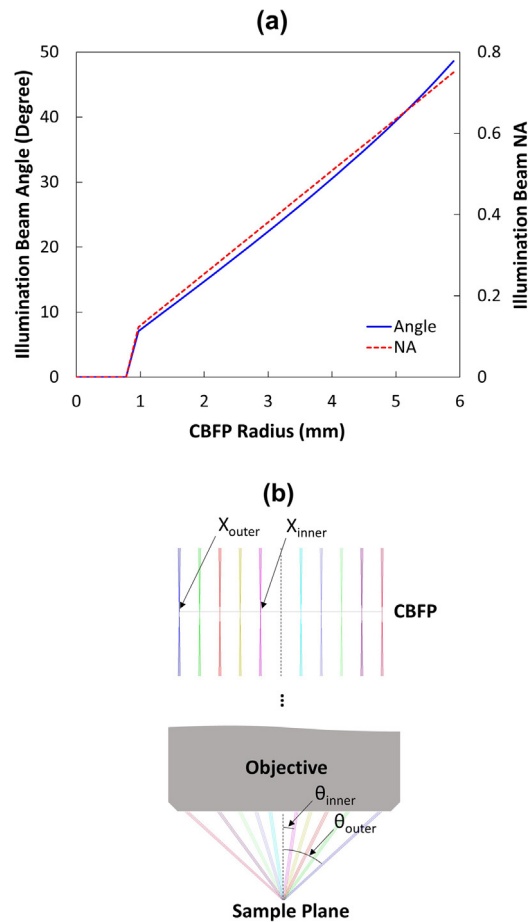 (a)
50
40
30
20
10
0
Illumination Beam Angle (Degree)
0.8
0.6
0.4
0.2
0
Illumination Beam NA
Angle
NA
0 1 2 3 4 5 6
CBFP Radius (mm)
(b)
Xouter
Xinner
CBFP
...
Objective
θinner
θouter
Sample Plane